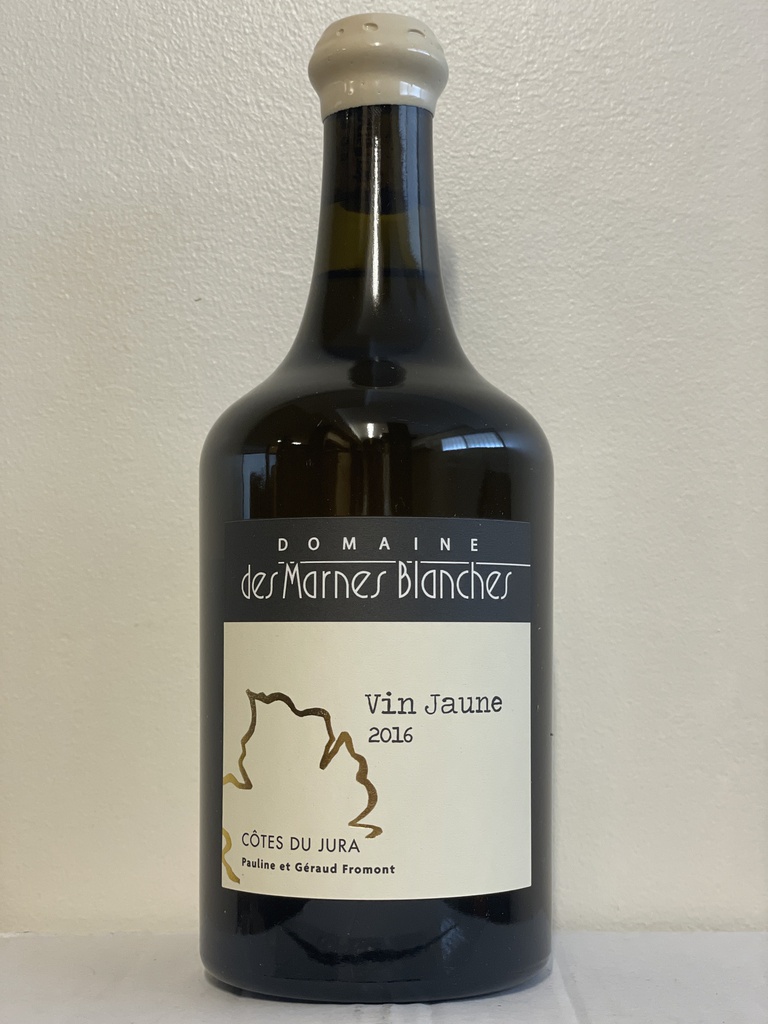 DOMAINE
des Marnes Blanches
Vin Jaune
2016
R
CÔTES DU JURA
Pauline et Géraud Fromont